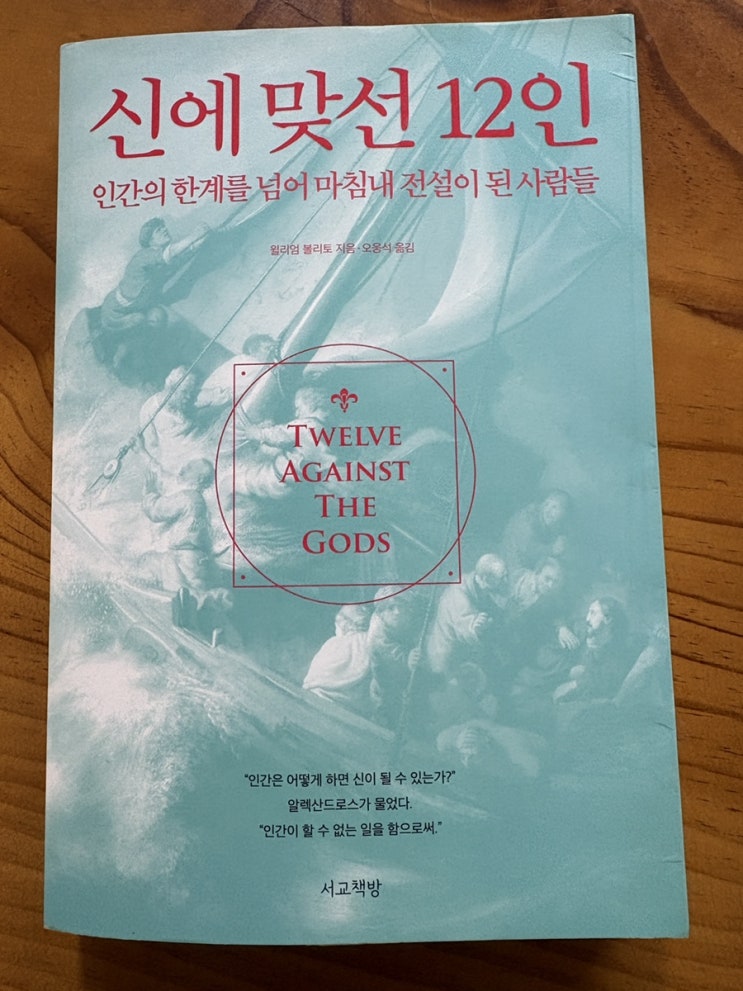 신에 맞선 12인
인간의 한계를 넘어 마침내 전설이 된 사람들
윌리엄 볼리토 지음·오웅석 옮김
TWELVE
AGAINST
THE
GODS
“인간은 어떻게 하면 신이 될 수 있는가?”
알렉산드로스가 물었다.
“인간이 할 수 없는 일을 함으로써.”
서교책방